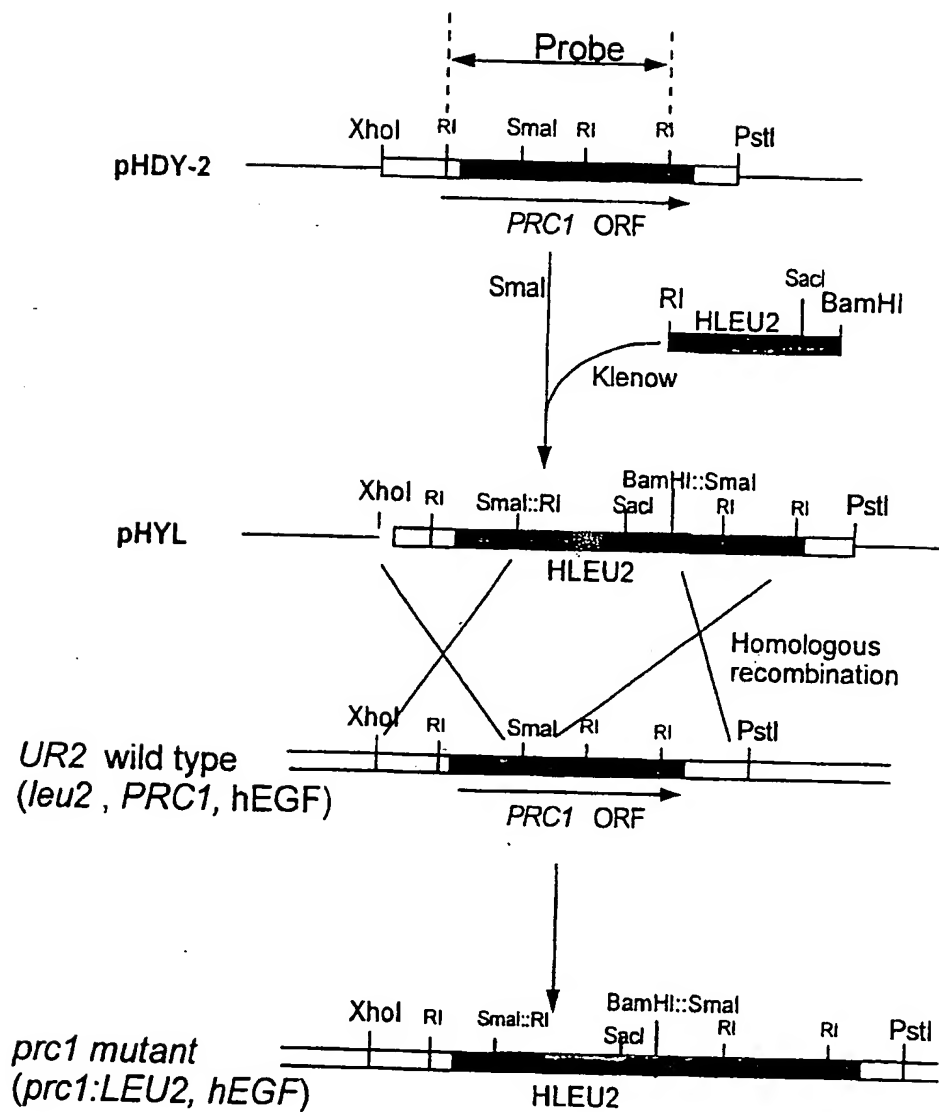 Probe
XhoI RI SmaI RI RI PstI
pHDY-2
PRC1 ORF
SmaI
RI HLEU2 SacI BamHI
Klenow
XhoI RI SmaI::RI SacI BamHI::SmaI RI RI PstI
pHYL
HLEU2
Homologous
recombination
XhoI RI SmaI RI RI PstI
UR2 wild type
(leu2 , PRC1, hEGF)
PRC1 ORF
XhoI RI SmaI::RI SacI BamHI::SmaI RI RI PstI
prc1 mutant
(prc1:LEU2, hEGF)
HLEU2